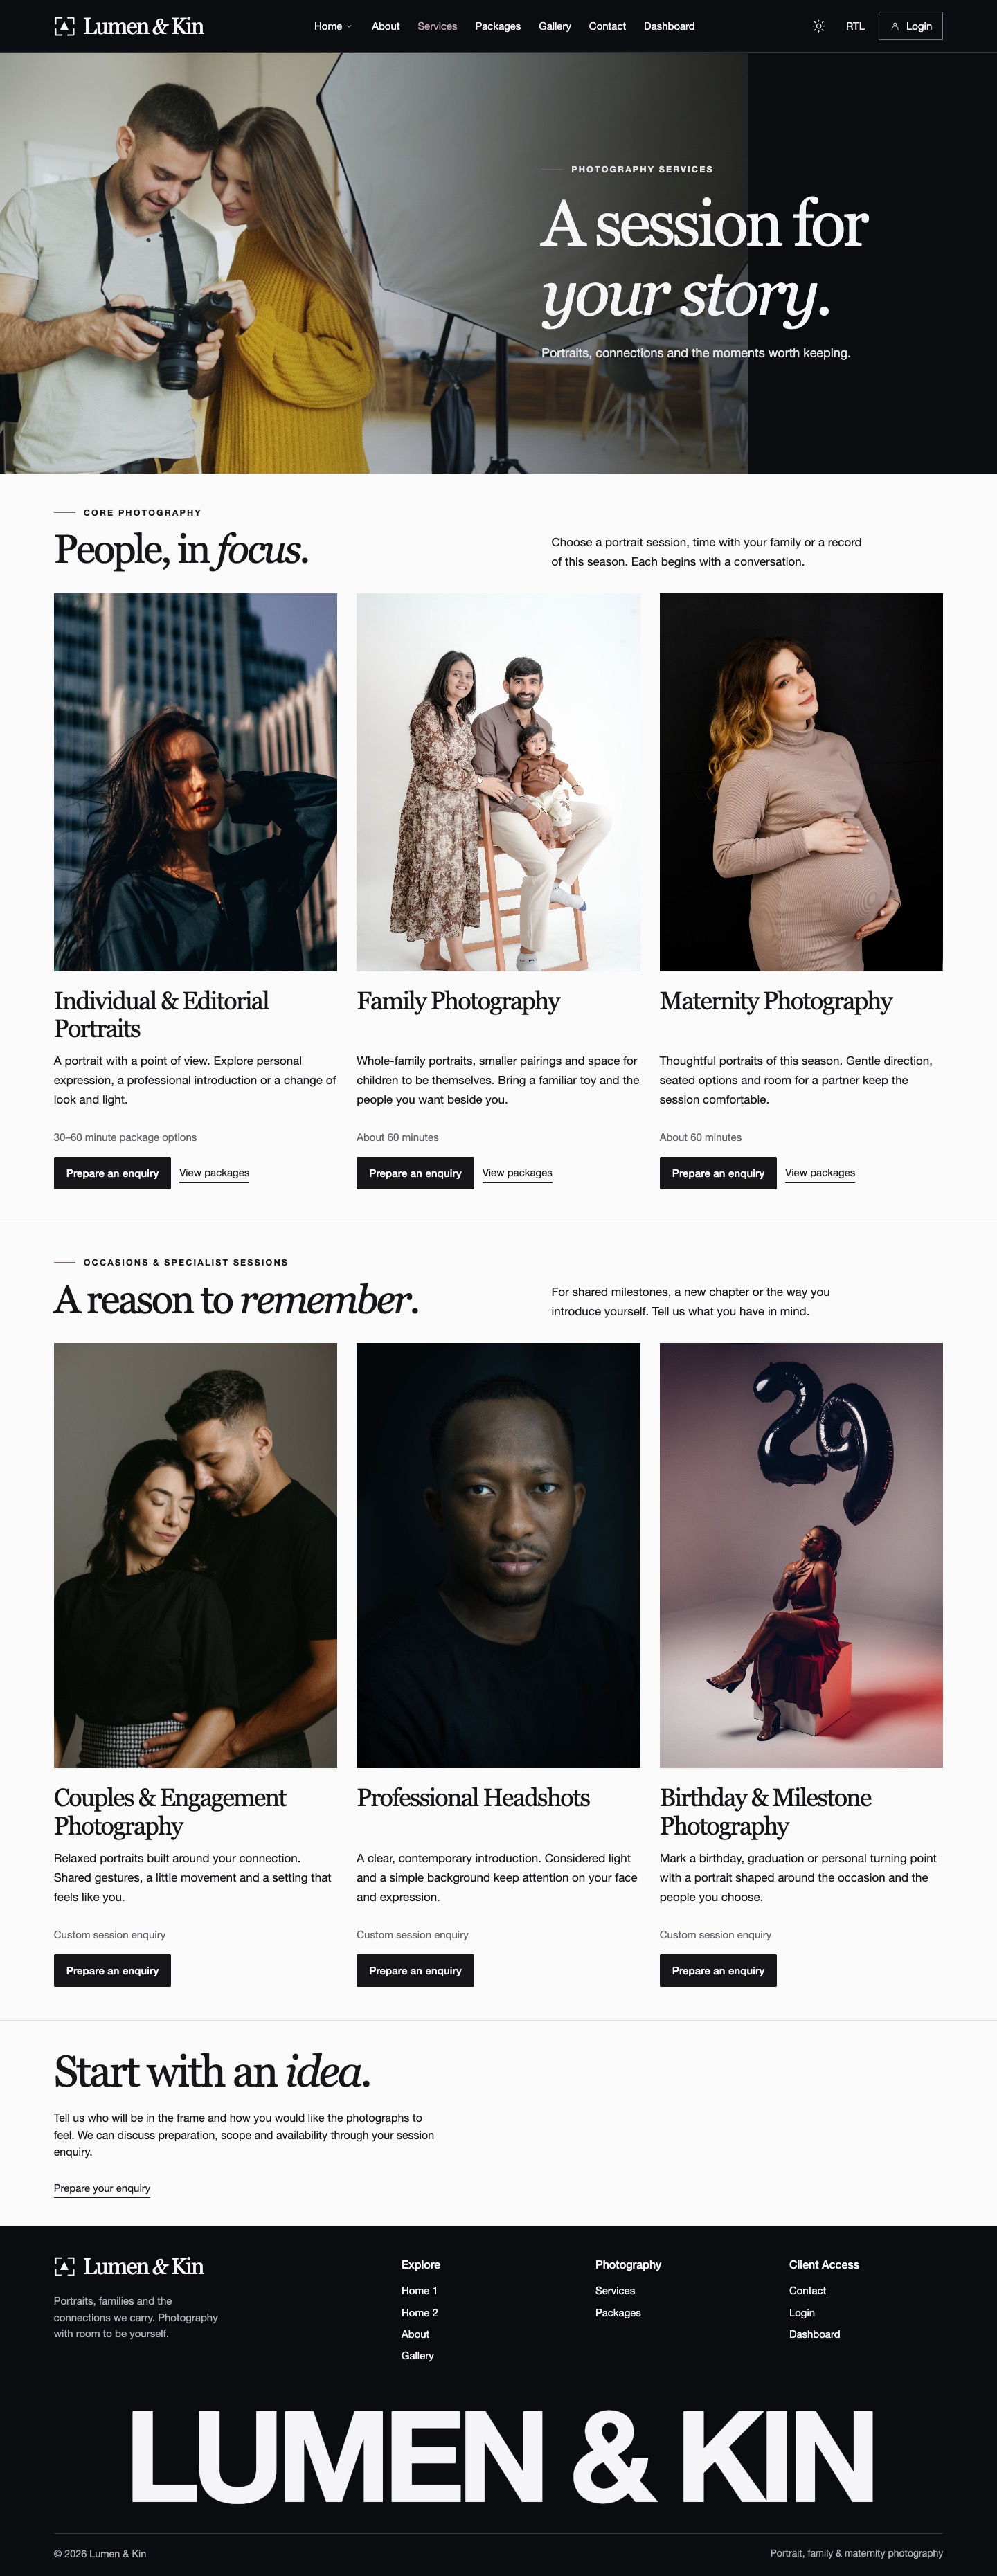 Lumen & Kin
Home
About
Services
Packages
Gallery
Contact
Dashboard
RTL
Login
PHOTOGRAPHY SERVICES
A session for
your story.
Portraits, connections and the moments worth keeping.
CORE PHOTOGRAPHY
People, in focus.
Choose a portrait session, time with your family or a record
of this season. Each begins with a conversation.
Individual & Editorial
Portraits
A portrait with a point of view. Explore personal
expression, a professional introduction or a change of
look and light.
30–60 minute package options
Prepare an enquiry
View packages
Family Photography
Whole-family portraits, smaller pairings and space for
children to be themselves. Bring a familiar toy and the
people you want beside you.
About 60 minutes
Prepare an enquiry
View packages
Maternity Photography
Thoughtful portraits of this season. Gentle direction,
seated options and room for a partner keep the
session comfortable.
About 60 minutes
Prepare an enquiry
View packages
OCCASIONS & SPECIALIST SESSIONS
A reason to remember.
For shared milestones, a new chapter or the way you
introduce yourself. Tell us what you have in mind.
29
Couples & Engagement
Photography
Relaxed portraits built around your connection.
Shared gestures, a little movement and a setting that
feels like you.
Custom session enquiry
Prepare an enquiry
Professional Headshots
A clear, contemporary introduction. Considered light
and a simple background keep attention on your face
and expression.
Custom session enquiry
Prepare an enquiry
Birthday & Milestone
Photography
Mark a birthday, graduation or personal turning point
with a portrait shaped around the occasion and the
people you choose.
Custom session enquiry
Prepare an enquiry
Start with an idea.
Tell us who will be in the frame and how you would like the photographs to
feel. We can discuss preparation, scope and availability through your session
enquiry.
Prepare your enquiry
Lumen & Kin
Portraits, families and the
connections we carry. Photography
with room to be yourself.
Explore
Home 1
Home 2
About
Gallery
Photography
Services
Packages
Client Access
Contact
Login
Dashboard
LUMEN & KIN
© 2026 Lumen & Kin
Portrait, family & maternity photography